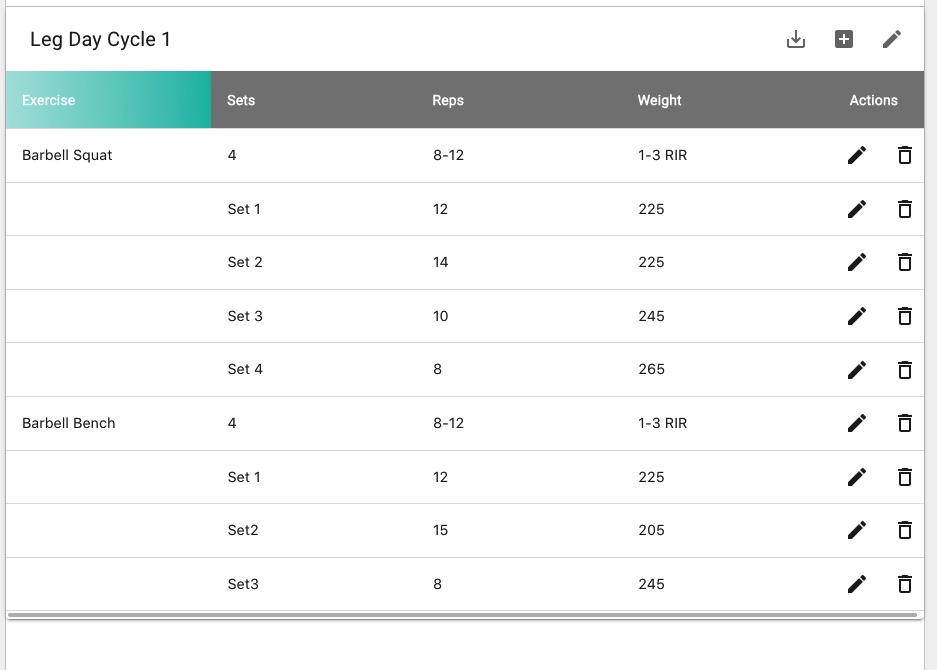 Leg Day Cycle 1
Exercise Sets Reps Weight Actions
Barbell Squat 4 8-12 1-3 RIR
Set 1 12 225
Set 2 14 225
Set 3 10 245
Set 4 8 265
Barbell Bench 4 8-12 1-3 RIR
Set 1 12 225
Set2 15 205
Set3 8 245